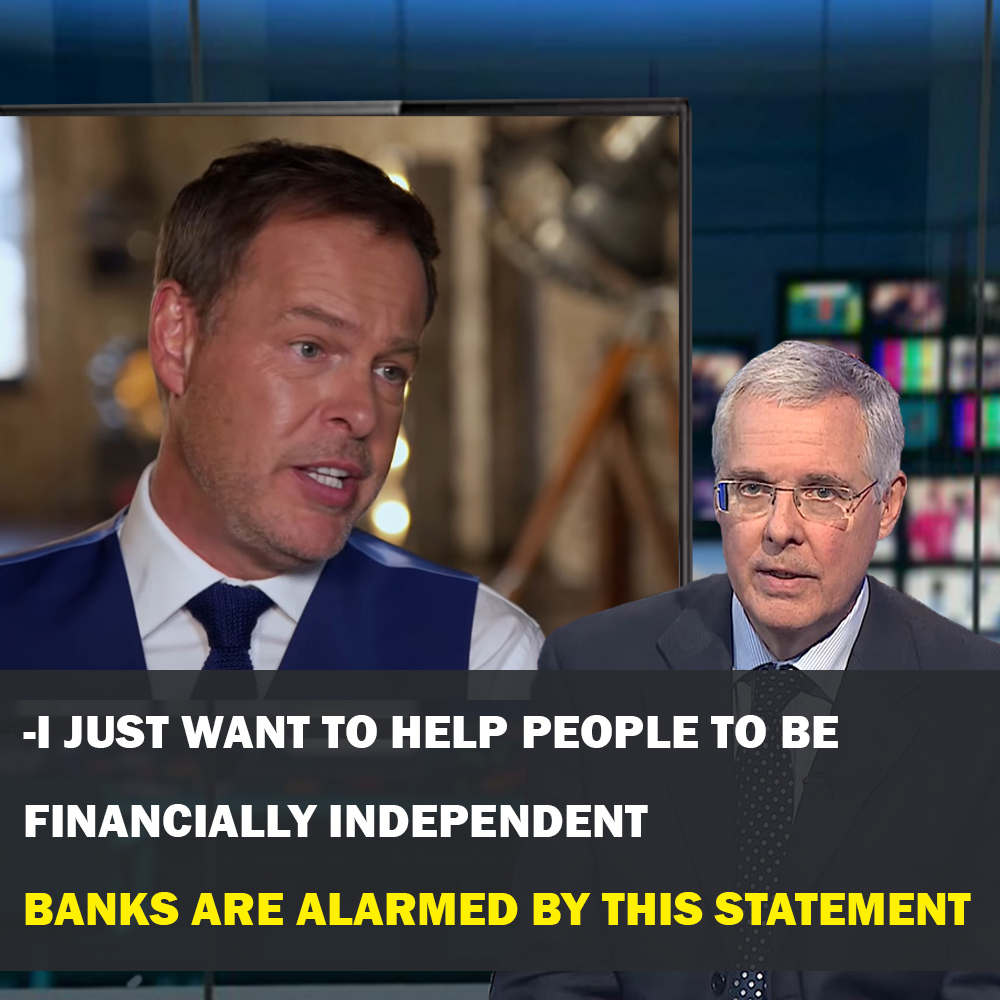 -I JUST WANT TO HELP PEOPLE TO BE
FINANCIALLY INDEPENDENT
BANKS ARE ALARMED BY THIS STATEMENT